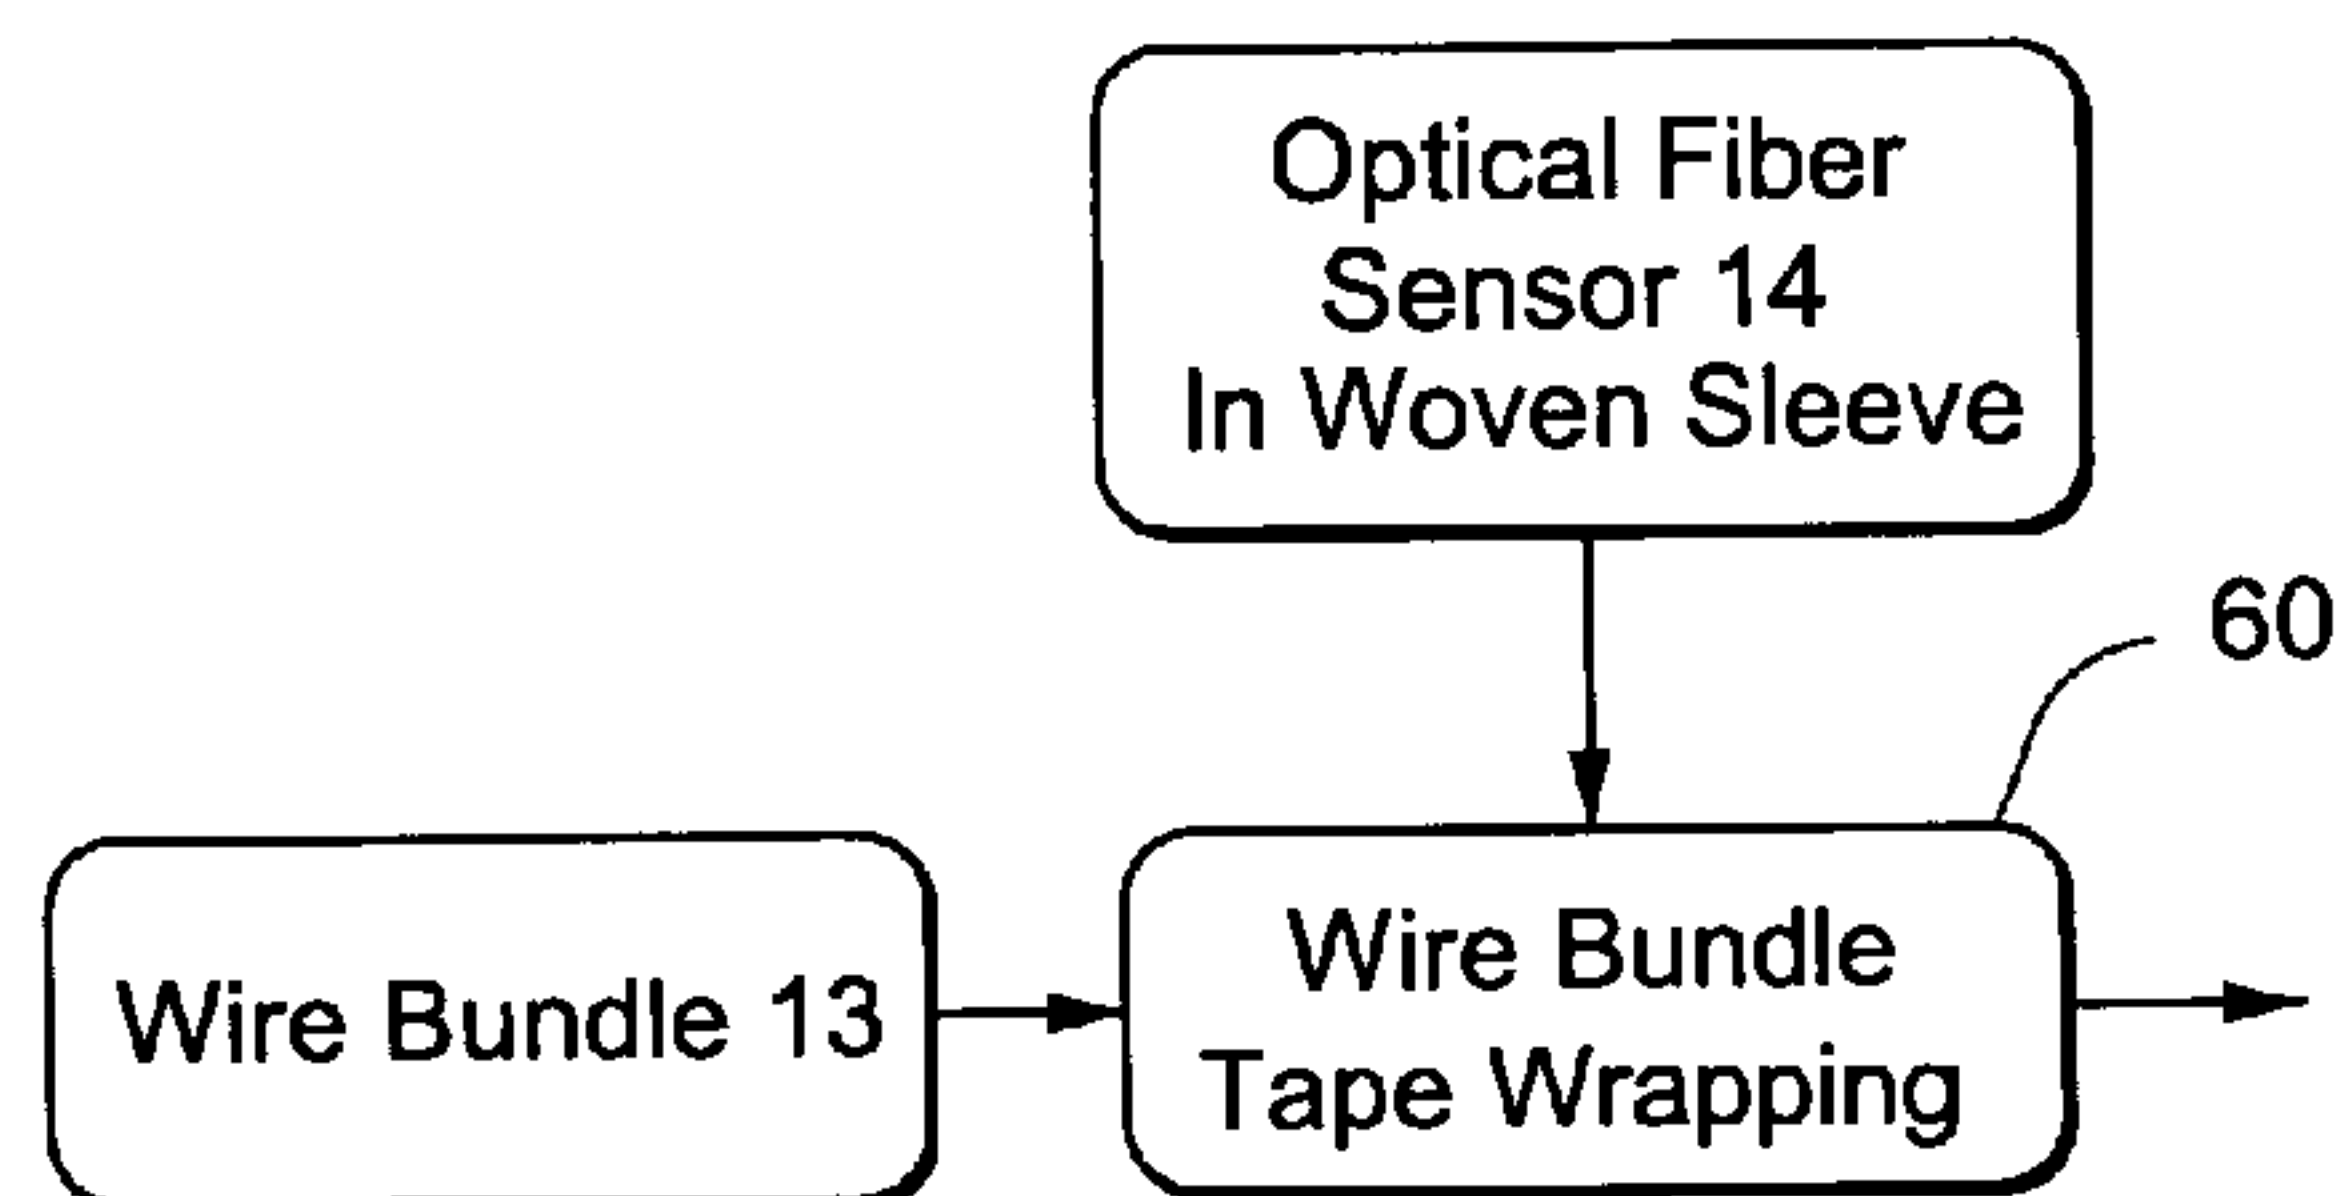 Optical Fiber
Sensor 14
In Woven Sleeve
60
Wire Bundle 13
Wire Bundle
Tape Wrapping